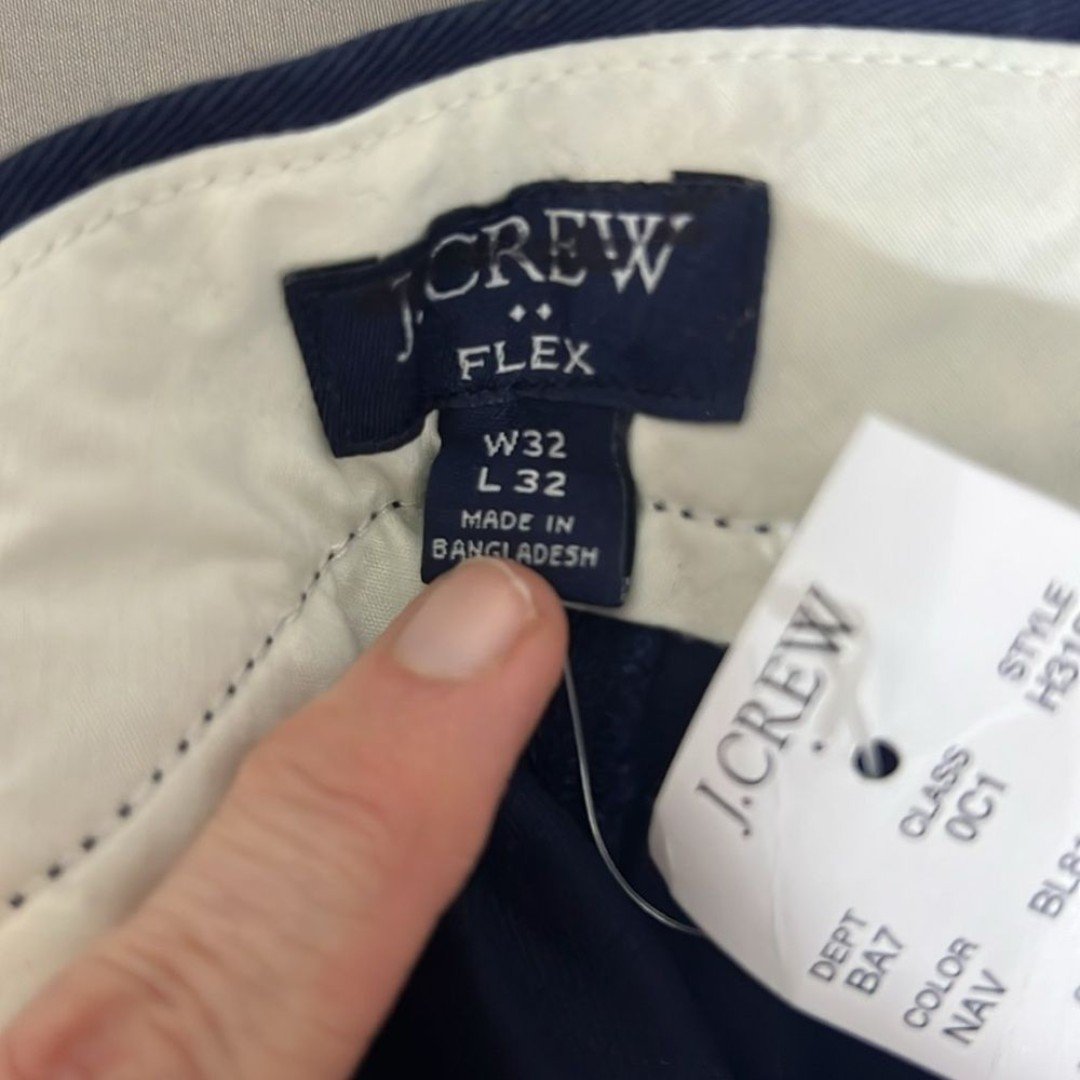 J.CREW
FLEX
W32
L 32
MADE IN
BANGLADESH
J.CREW
STYLE
CLASS
0C1
DEPT
BA7
COLOR
NAV